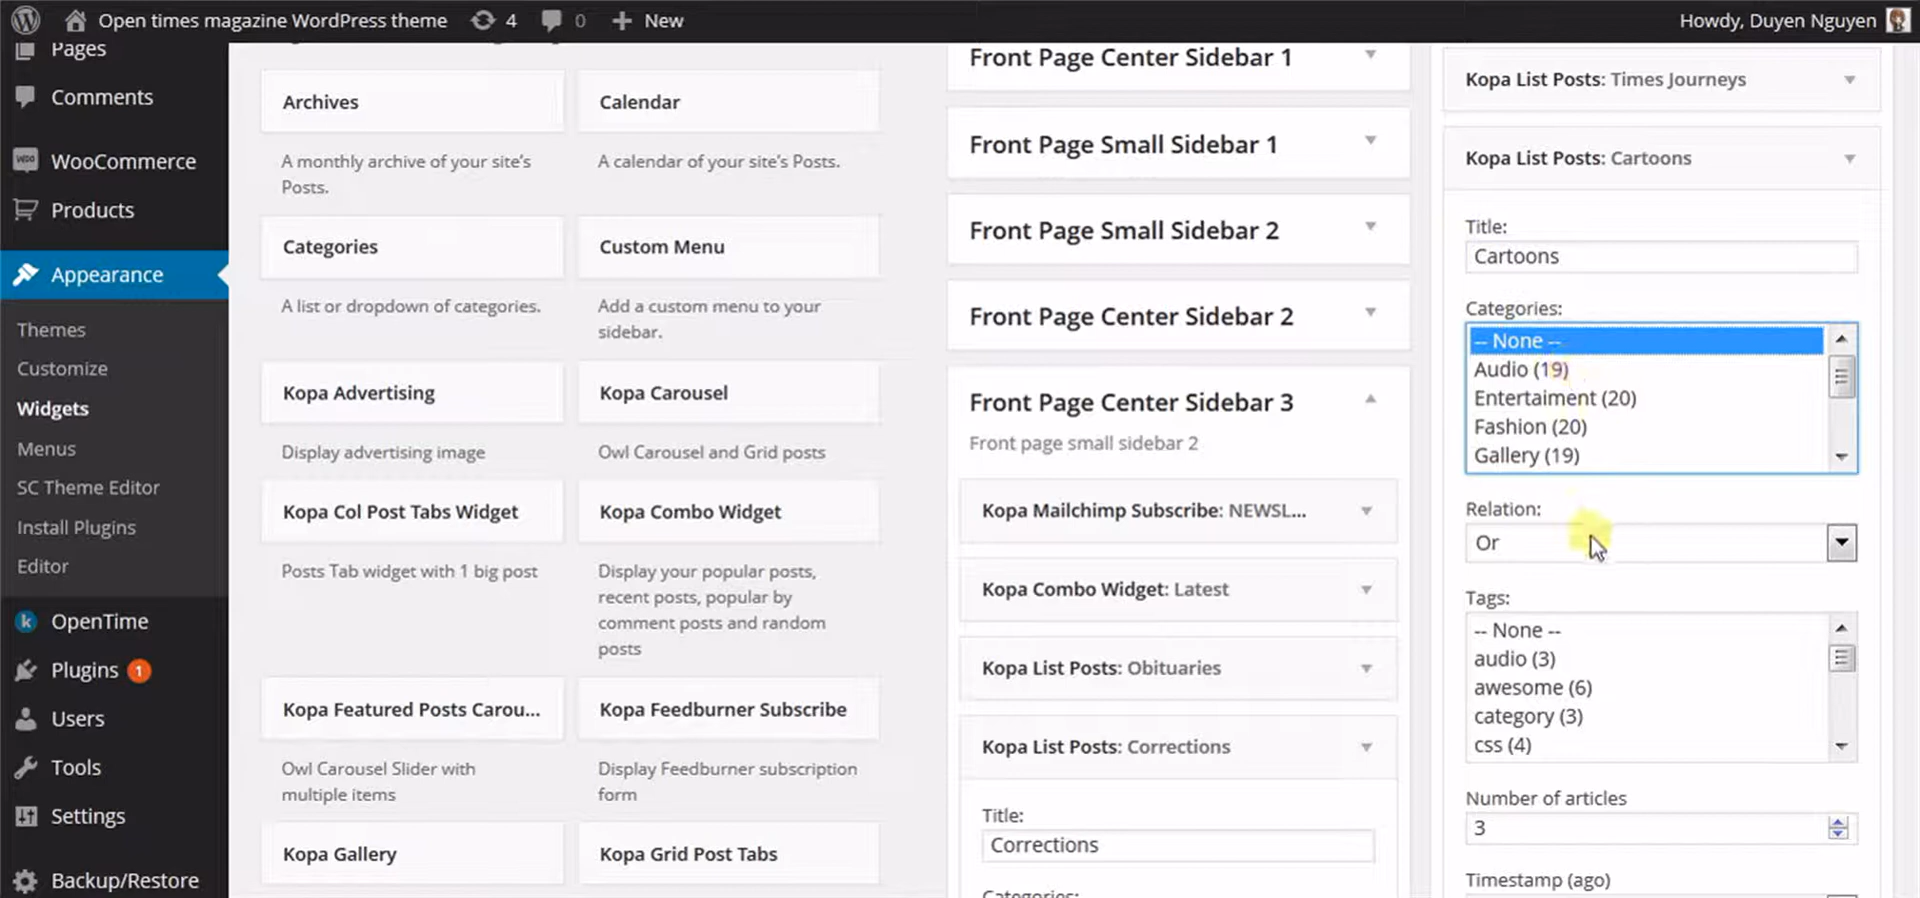 Open times magazine WordPress theme
4
0
New
Howdy, Duyen Nguyen
Pages
Comments
WooCommerce
Products
Appearance
Themes
Customize
Widgets
Menus
SC Theme Editor
Install Plugins
Editor
k
OpenTime
Plugins 1
Users
Tools
Settings
Backup/Restore
Archives
A monthly archive of your site's
Posts.
Calendar
A calendar of your site's Posts.
Categories
A list or dropdown of categories.
Custom Menu
Add a custom menu to your
sidebar.
Kopa Advertising
Display advertising image
Kopa Carousel
Owl Carousel and Grid posts
Kopa Col Post Tabs Widget
Posts Tab widget with 1 big post
Kopa Combo Widget
Display your popular posts,
recent posts, popular by
comment posts and random
posts
Kopa Featured Posts Carou...
Owl Carousel Slider with
multiple items
Kopa Feedburner Subscribe
Display Feedburner subscription
form
Kopa Gallery
Kopa Grid Post Tabs
Front Page Center Sidebar 1
Front Page Small Sidebar 1
Front Page Small Sidebar 2
Front Page Center Sidebar 2
Front Page Center Sidebar 3
Front page small sidebar 2
Kopa Mailchimp Subscribe: NEWSL...
Kopa Combo Widget: Latest
Kopa List Posts: Obituaries
Kopa List Posts: Corrections
Title:
Corrections
Categories:
Kopa List Posts: Times Journeys
Kopa List Posts: Cartoons
Title:
Cartoons
Categories:
-- None --
Audio (19)
Entertaiment (20)
Fashion (20)
Gallery (19)
Relation:
Or
Tags:
-- None --
audio (3)
awesome (6)
category (3)
css (4)
Number of articles
3
Timestamp (ago)